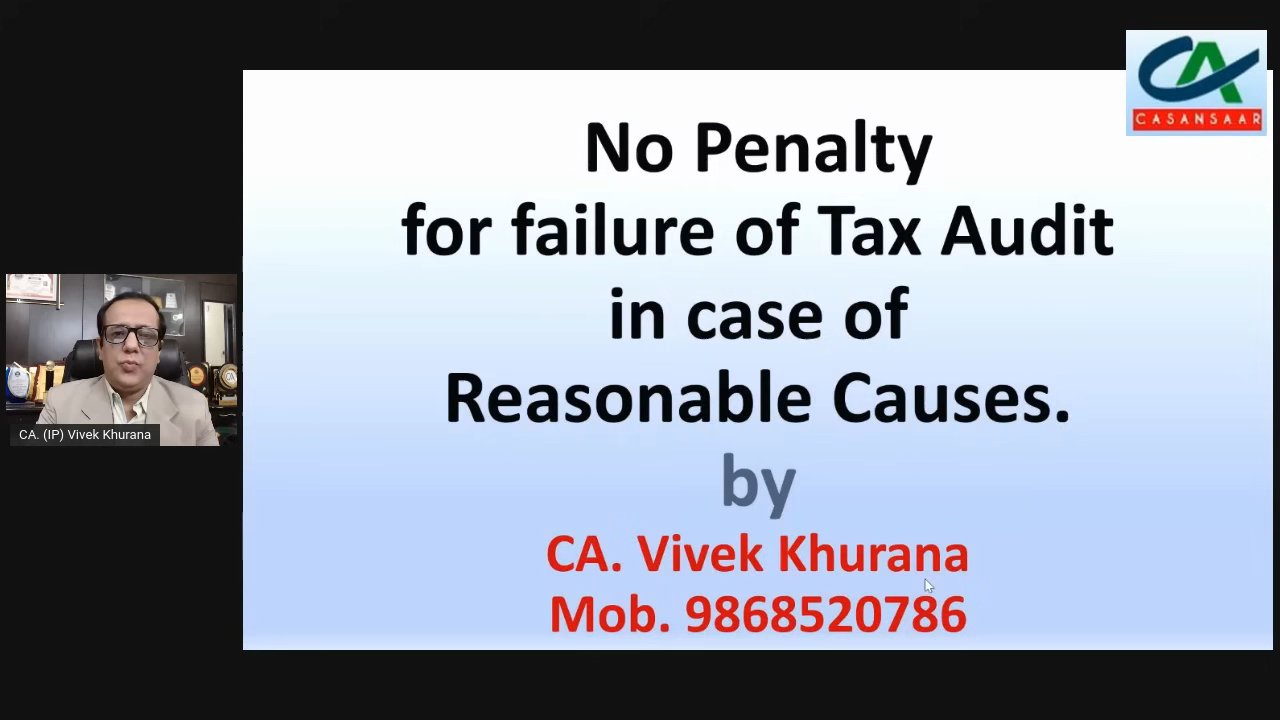 CASANSAAR
No Penalty
for failure of Tax Audit
in case of
Reasonable Causes.
by
CA. Vivek Khurana
Mob. 9868520786
CA. (IP) Vivek Khurana